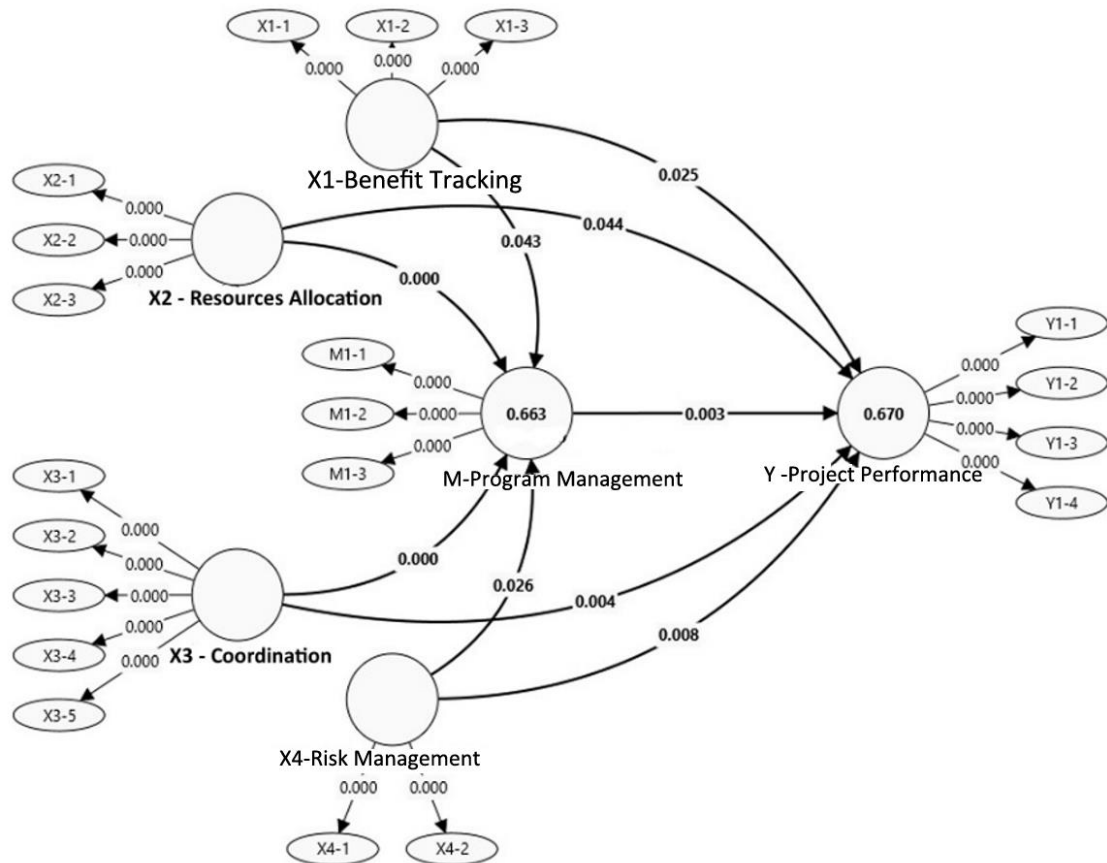 X1-1
X1-2
X1-3
0.000
0.000
0.000
X1-Benefit Tracking
0.025
0.043
X2-1
X2-2
X2-3
0.000
0.000
0.000
X2 - Resources Allocation
0.044
0.000
M1-1
M1-2
M1-3
0.000
0.000
0.000
0.663
M-Program Management
0.003
0.670
Y -Project Performance
Y1-1
Y1-2
Y1-3
Y1-4
0.000
0.000
0.000
0.000
X3-1
X3-2
X3-3
X3-4
X3-5
0.000
0.000
0.000
0.000
0.000
X3 - Coordination
0.000
0.004
0.026
0.008
X4-Risk Management
0.000
0.000
X4-1
X4-2